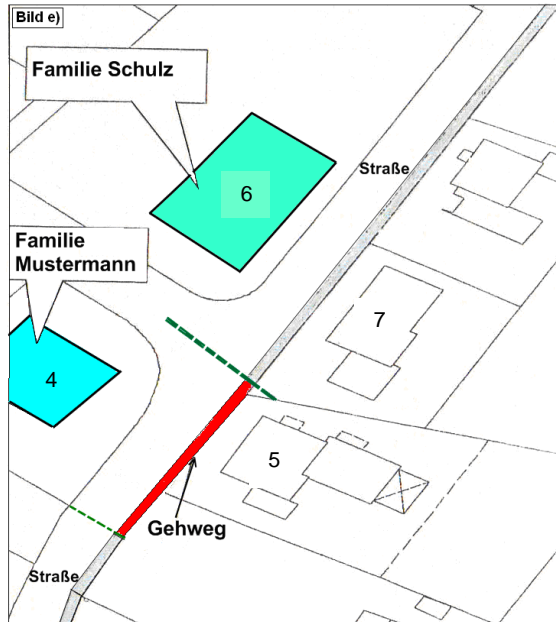 Bild e)
Familie Schulz
Straße
6
Familie
Mustermann
7
4
5
Gehweg
Straße